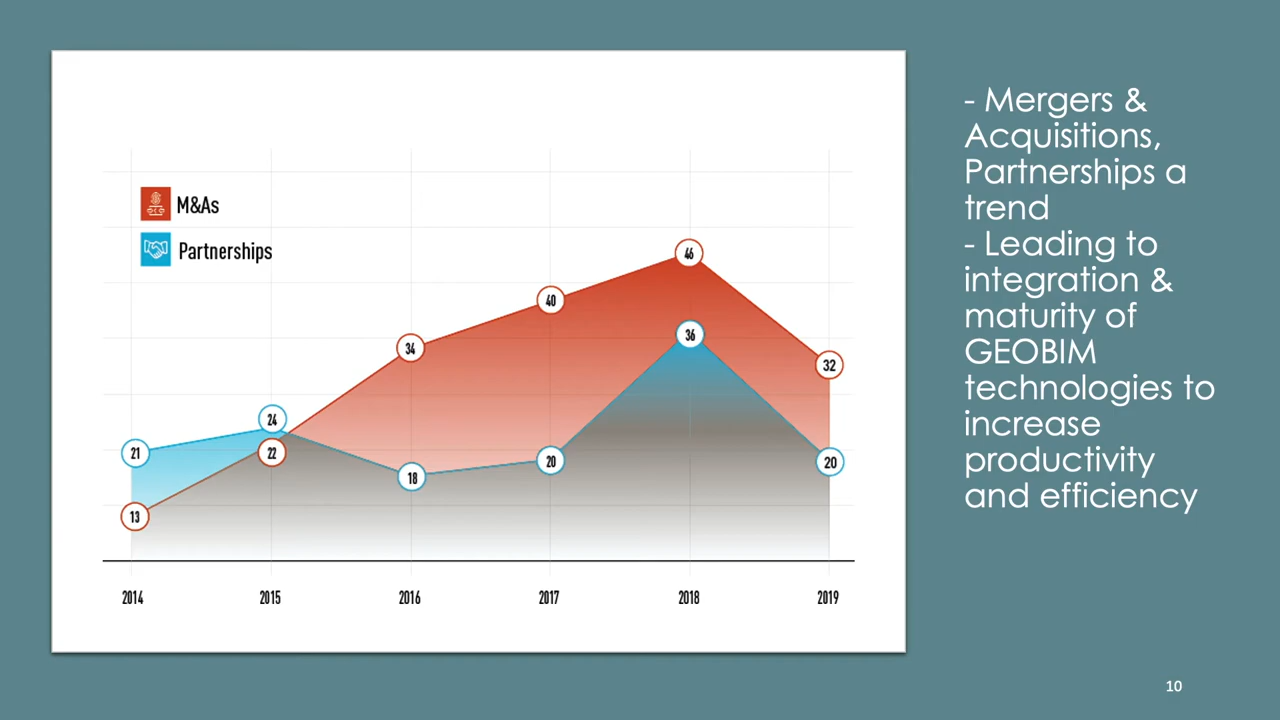 M&As
Partnerships
46
40
36
34
32
24
21
22
20
20
18
13
2014 2015 2016 2017 2018 2019
- Mergers &
Acquisitions,
Partnerships a
trend
- Leading to
integration &
maturity of
GEOBIM
technologies to
increase
productivity
and efficiency
10